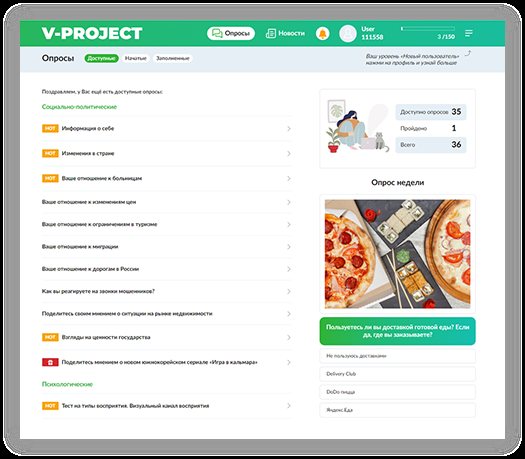 V-PROJECT
Опросы
Новости
User
111558
3 /150
Опросы
Доступные
Начатые
Заполненные
Ваш уровень «Новый пользователь»
нажми на профиль и узнай больше
Поздравляем, у Вас ещё есть доступные опросы:
Социально-политические
HOT Информация о себе
HOT Изменения в стране
HOT Ваше отношение к больницам
Ваше отношение к изменениям цен
Ваше отношение к ограничениям в туризме
Ваше отношение к миграции
Ваше отношение к дорогам в России
Как вы реагируете на звонки мошенников?
Поделитесь своим мнением о ситуации на рынке недвижимости
HOT Взгляды на ценности государства
Поделитесь мнением о новом южнокорейском сериале «Игра в кальмара»
Психологические
HOT Тест на типы восприятия. Визуальный канал восприятия
Доступно опросов 35
Пройдено 1
Всего 36
Опрос недели
Пользуетесь ли вы доставкой готовой еды? Если
да, где вы заказываете?
Не пользуюсь доставками
Delivery Club
DoDo пицца
Яндекс.Еда